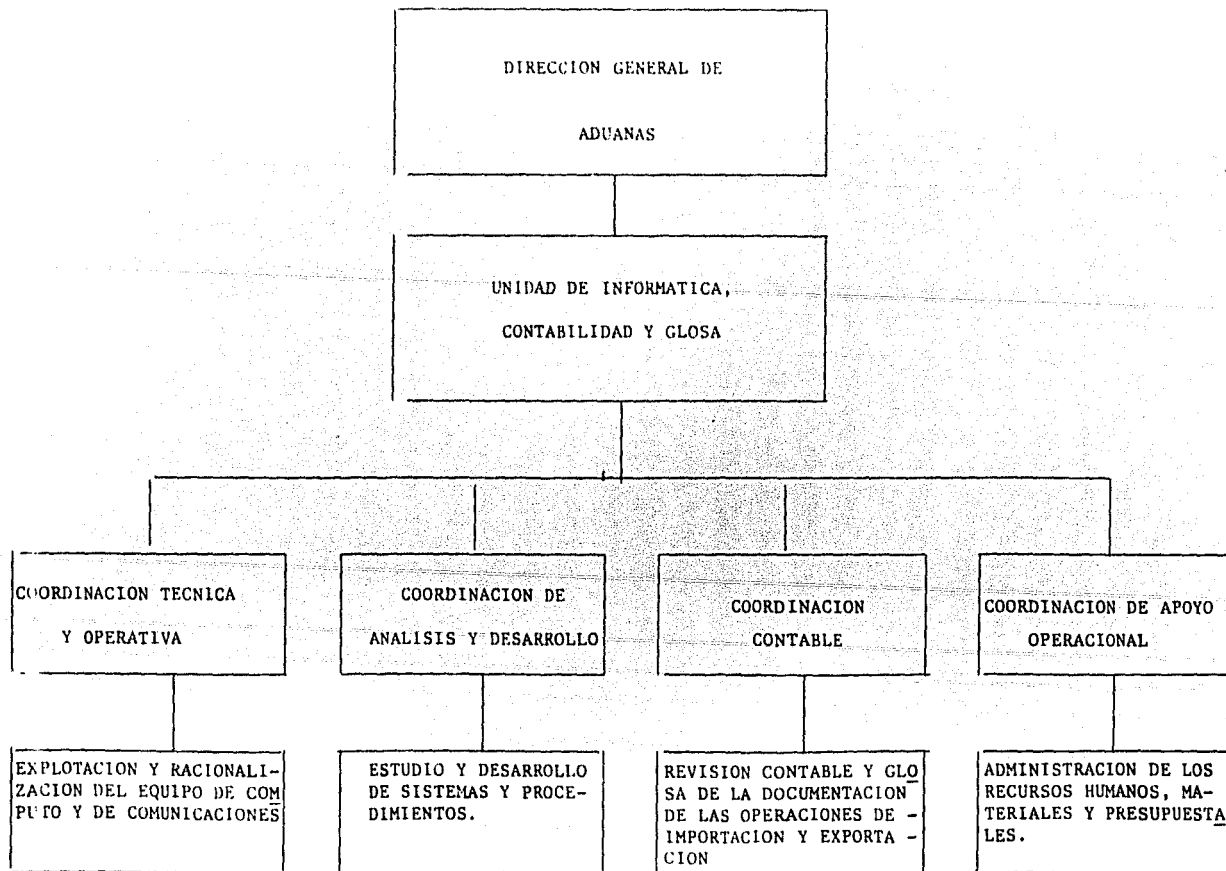 DIRECCION GENERAL DE
ADUANAS
UNIDAD DE INFORMATICA,
CONTABILIDAD Y GLOSA
COORDINACION TECNICA
Y OPERATIVA
COORDINACION DE
ANALISIS Y DESARROLLO
COORDINACION
CONTABLE
COORDINACION DE APOYO
OPERACIONAL
EXPLOTACION Y RACIONALI-
ZACION DEL EQUIPO DE COM
PUTO Y DE COMUNICACIONES
ESTUDIO Y DESARROLLO
DE SISTEMAS Y PROCE-
DIMIENTOS.
REVISION CONTABLE Y GLO
SA DE LA DOCUMENTACION
DE LAS OPERACIONES DE -
IMPORTACION Y EXPORTA -
CION
ADMINISTRACION DE LOS
RECURSOS HUMANOS, MA-
TERIALES Y PRESUPUESTA
LES.